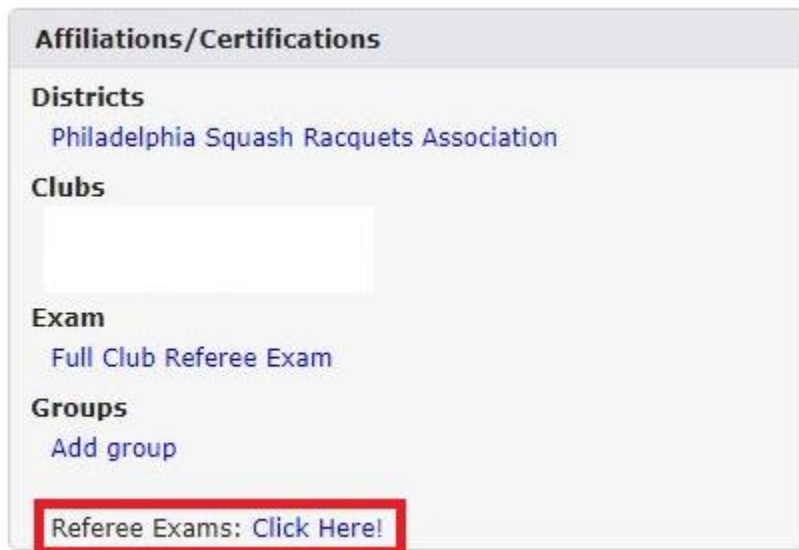 Affiliations/Certifications
Districts
Philadelphia Squash Racquets Association
Clubs
Exam
Full Club Referee Exam
Groups
Add group
Referee Exams: Click Here!